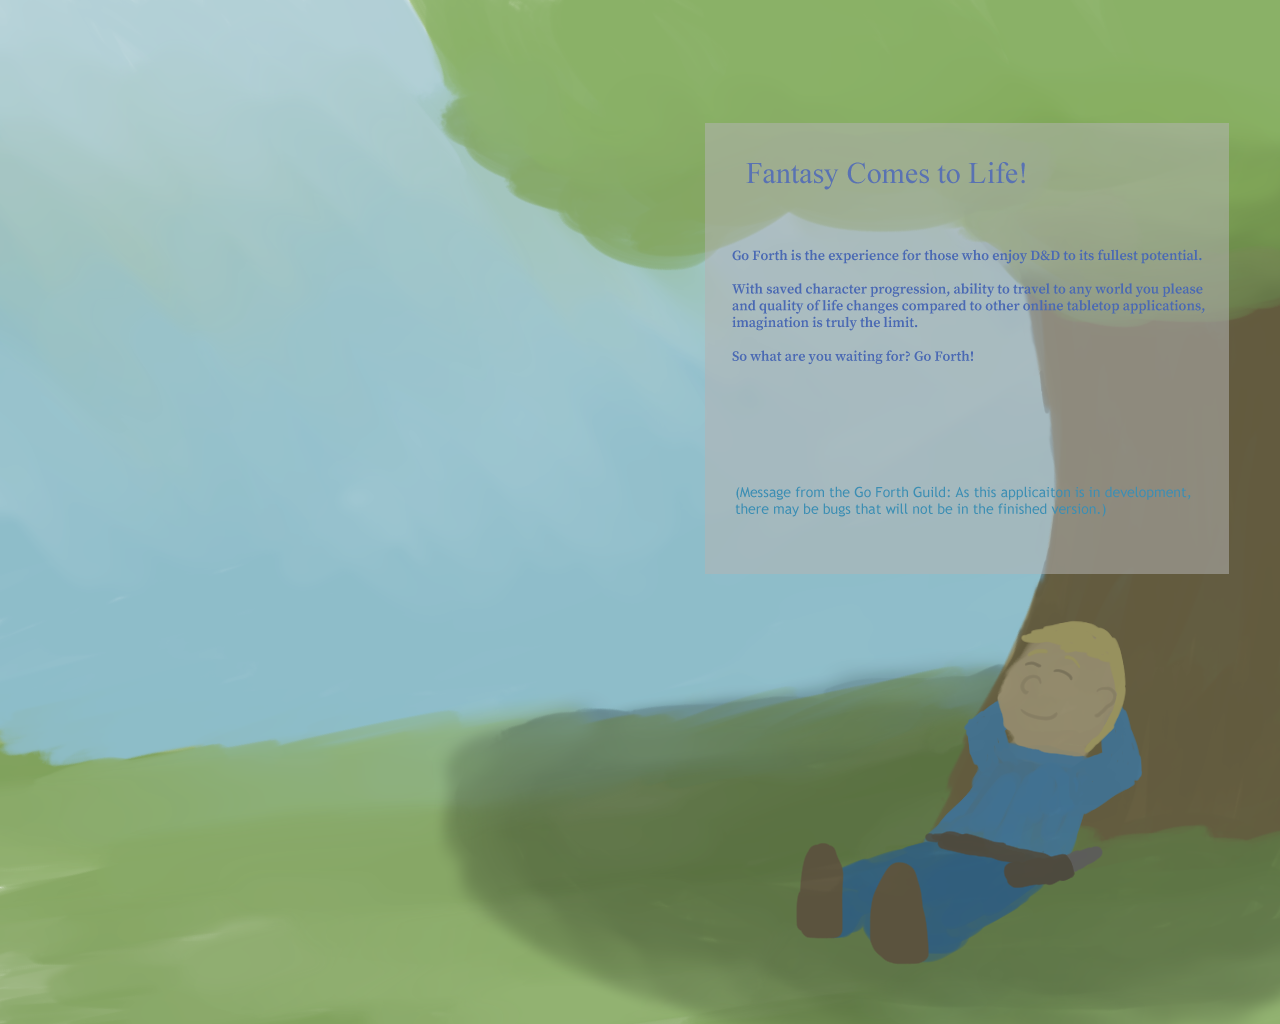 Fantasy Comes to Life!
Go Forth is the experience for those who enjoy D&D to its fullest potential.
With saved character progression, ability to travel to any world you please
and quality of life changes compared to other online tabletop applications,
imagination is truly the limit.
So what are you waiting for? Go Forth!
(Message from the Go Forth Guild: As this applicaiton is in development,
there may be bugs that will not be in the finished version.)